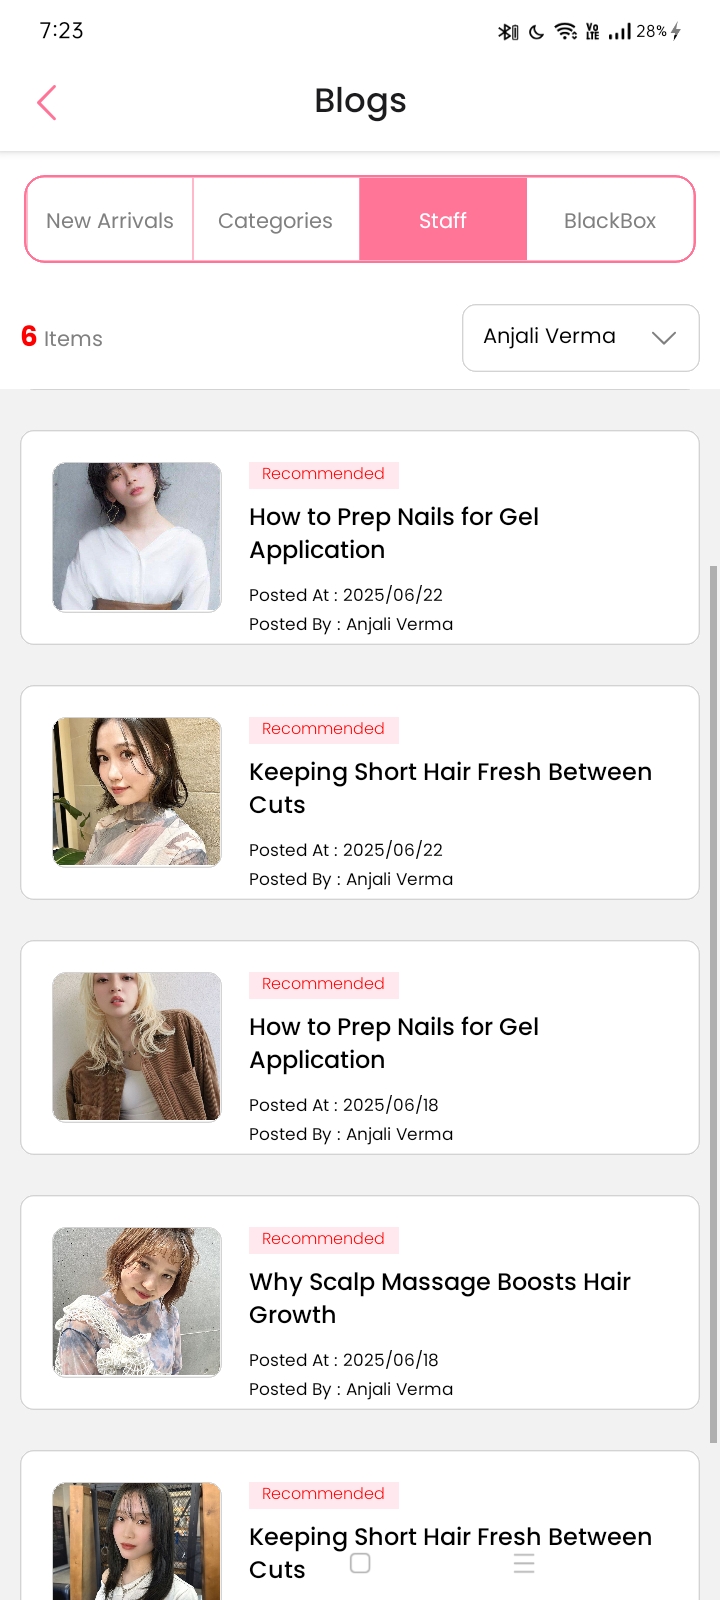 7:23
VO LTE 28%
Blogs
New Arrivals
Categories
Staff
BlackBox
6 Items
Anjali Verma
Recommended
How to Prep Nails for Gel
Application
Posted At : 2025/06/22
Posted By : Anjali Verma
Recommended
Keeping Short Hair Fresh Between
Cuts
Posted At : 2025/06/22
Posted By : Anjali Verma
Recommended
How to Prep Nails for Gel
Application
Posted At : 2025/06/18
Posted By : Anjali Verma
Recommended
Why Scalp Massage Boosts Hair
Growth
Posted At : 2025/06/18
Posted By : Anjali Verma
Recommended
Keeping Short Hair Fresh Between
Cuts